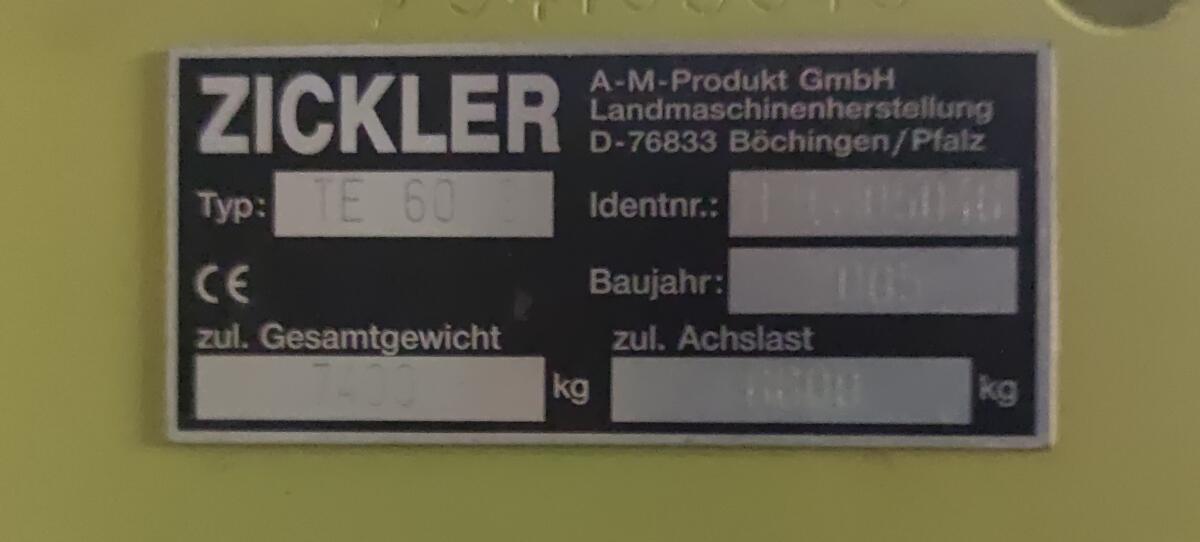 ZICKLER
A-M-Produkt GmbH
Landmaschinenherstellung
D-76833 Böchingen/Pfalz
Typ: TE 60
Identnr.:
CE
Baujahr:
zul. Gesamtgewicht
7400 kg
zul. Achslast
kg